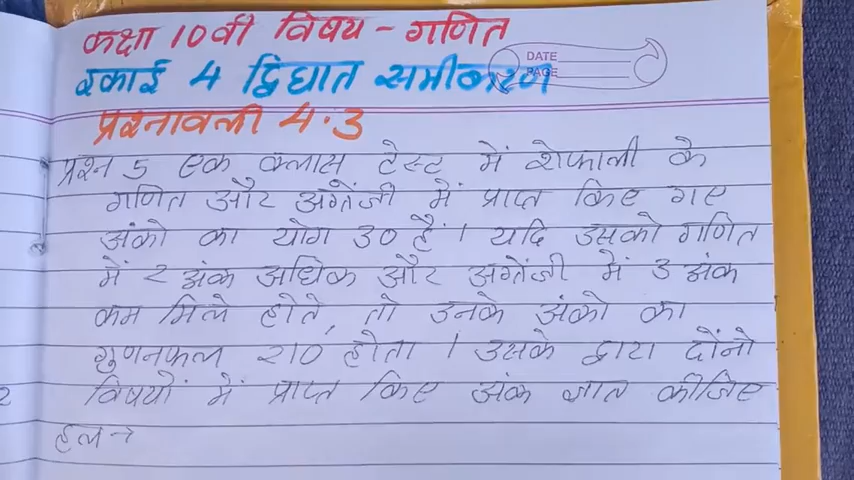 कक्षा 10वी विषय - गणित
इकाई 4 द्विघात समीकरण
DATE
PAGE
प्रश्नावली 4.3
प्रश्न 5 एक क्लास टेस्ट में शेफाली के
गणित और अंग्रेंजी में प्राप्त किए गए
अंको का योग 30 है । यदि उसको गणित
में 2 अंक अधिक और अंग्रेंजी में 3 अंक
कम मिले होते, तो उनके अंको का
गुणनफल 210 होता । उसके द्वारा दोंनो
विषयों में प्राप्त किए अंक ज्ञात कीजिए
2
हल →